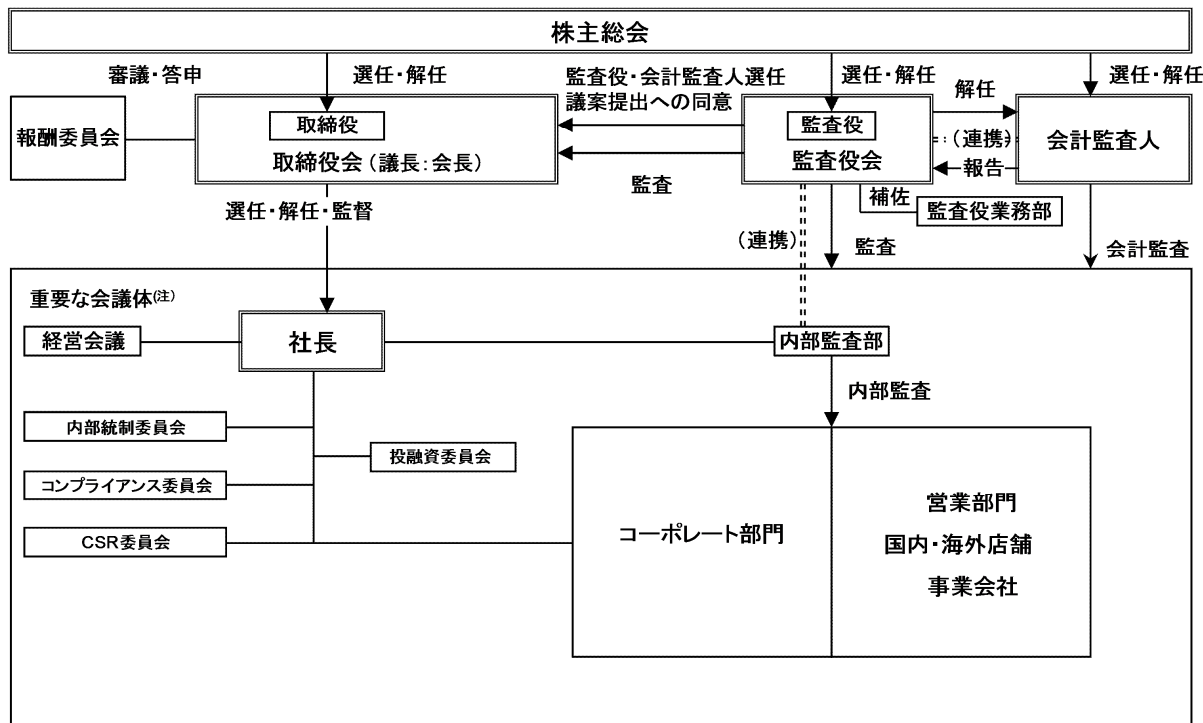 株主総会
審議・答申
選任・解任
監査役・会計監査人選任
議案提出への同意
選任・解任
選任・解任
解任
報酬委員会
取締役
取締役会(議長:会長)
監査役
監査役会
(連携)
会計監査人
監査
報告
選任・解任・監督
補佐
監査役業務部
(連携)
監査
会計監査
重要な会議体(注)
経営会議
社長
内部監査部
内部監査
内部統制委員会
投融資委員会
コンプライアンス委員会
CSR委員会
コーポレート部門
営業部門
国内・海外店舗
事業会社